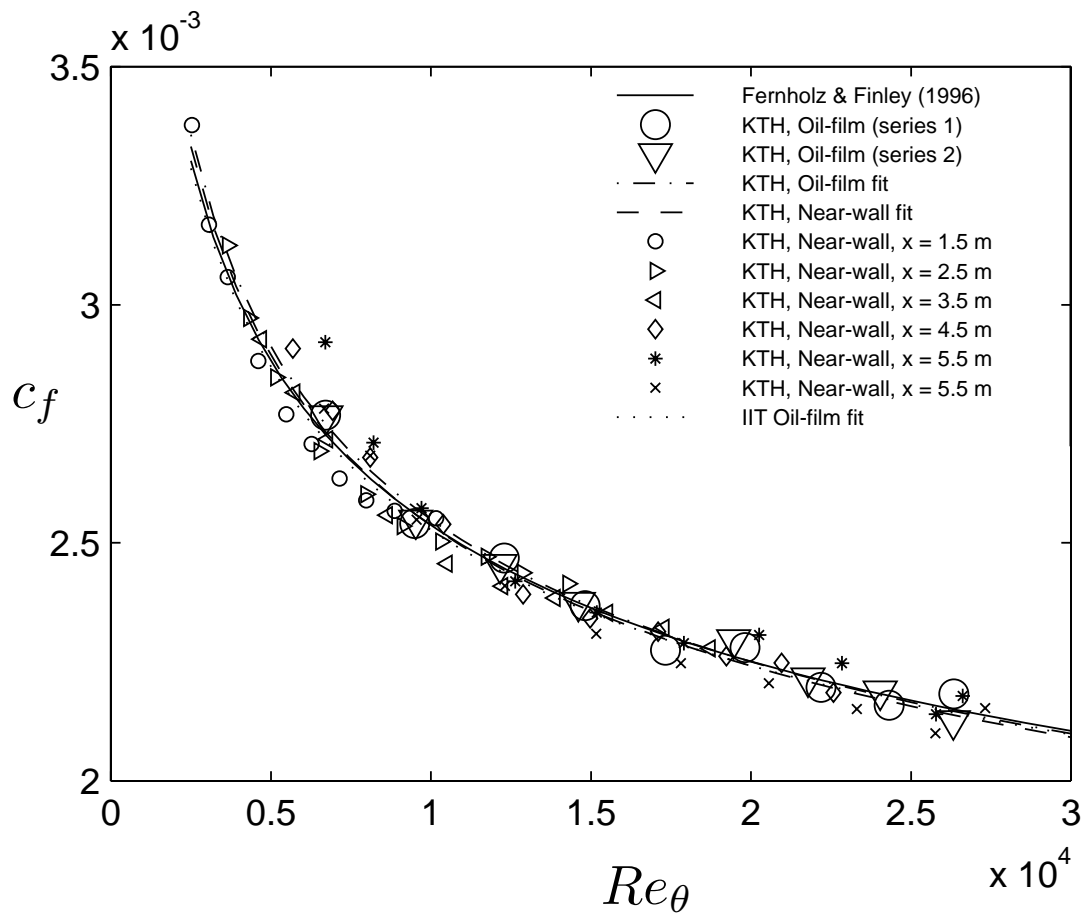 x 10⁻³
3.5
3
2.5
2
c_f
0
0.5
1
1.5
2
2.5
3
x 10⁴
Re_θ
Fernholz & Finley (1996)
KTH, Oil-film (series 1)
KTH, Oil-film (series 2)
KTH, Oil-film fit
KTH, Near-wall fit
KTH, Near-wall, x = 1.5 m
KTH, Near-wall, x = 2.5 m
KTH, Near-wall, x = 3.5 m
KTH, Near-wall, x = 4.5 m
KTH, Near-wall, x = 5.5 m
KTH, Near-wall, x = 5.5 m
IIT Oil-film fit